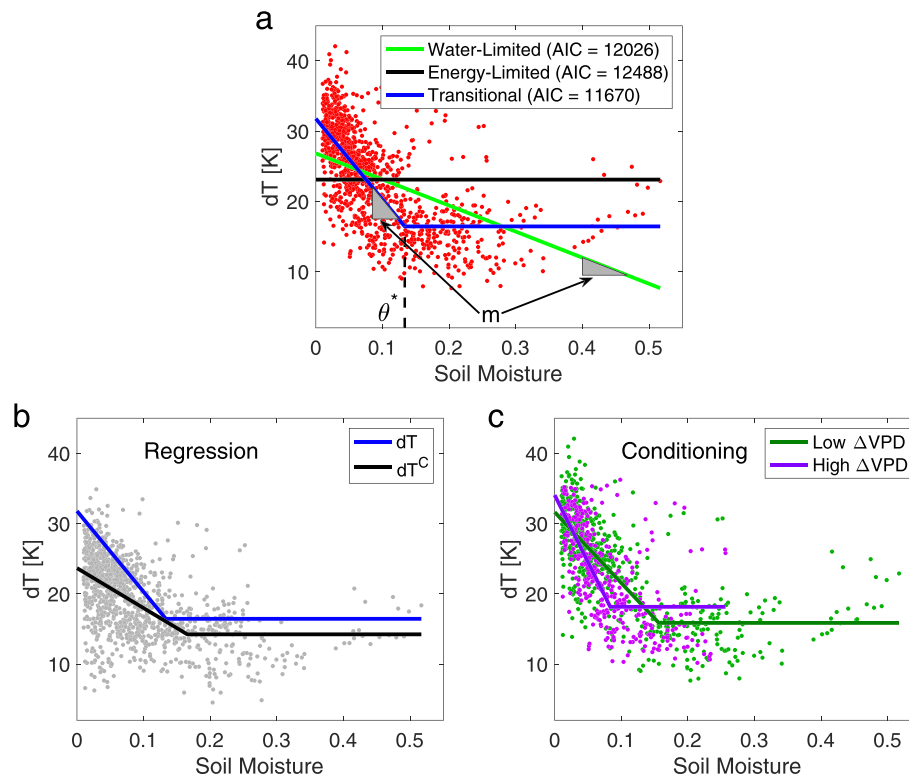 a
Water-Limited (AIC = 12026)
Energy-Limited (AIC = 12488)
Transitional (AIC = 11670)
40
30
20
10
dT [K]
θ*
m
0 0.1 0.2 0.3 0.4 0.5
Soil Moisture
b
Regression
dT
dT^C
40
30
20
10
dT [K]
0 0.1 0.2 0.3 0.4 0.5
Soil Moisture
c
Conditioning
Low ΔVPD
High ΔVPD
40
30
20
10
dT [K]
0 0.1 0.2 0.3 0.4 0.5
Soil Moisture